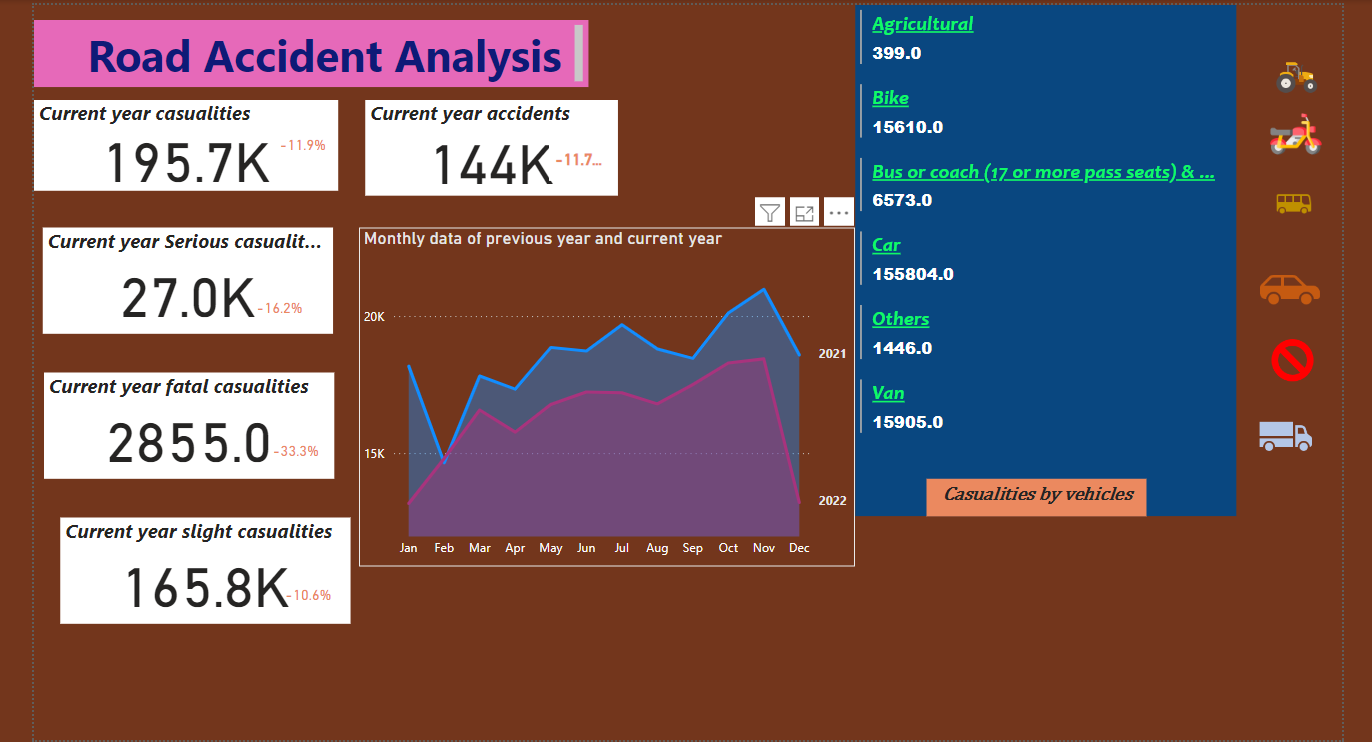 Road Accident Analysis
Current year casualities
195.7K
-11.9%
Current year accidents
144K
-11.7...
Current year Serious casualit...
27.0K
-16.2%
Current year fatal casualities
2855.0
-33.3%
Current year slight casualities
165.8K
-10.6%
Monthly data of previous year and current year
20K
15K
2021
2022
Jan Feb Mar Apr May Jun Jul Aug Sep Oct Nov Dec
Agricultural
399.0
Bike
15610.0
Bus or coach (17 or more pass seats) & ...
6573.0
Car
155804.0
Others
1446.0
Van
15905.0
Casualities by vehicles